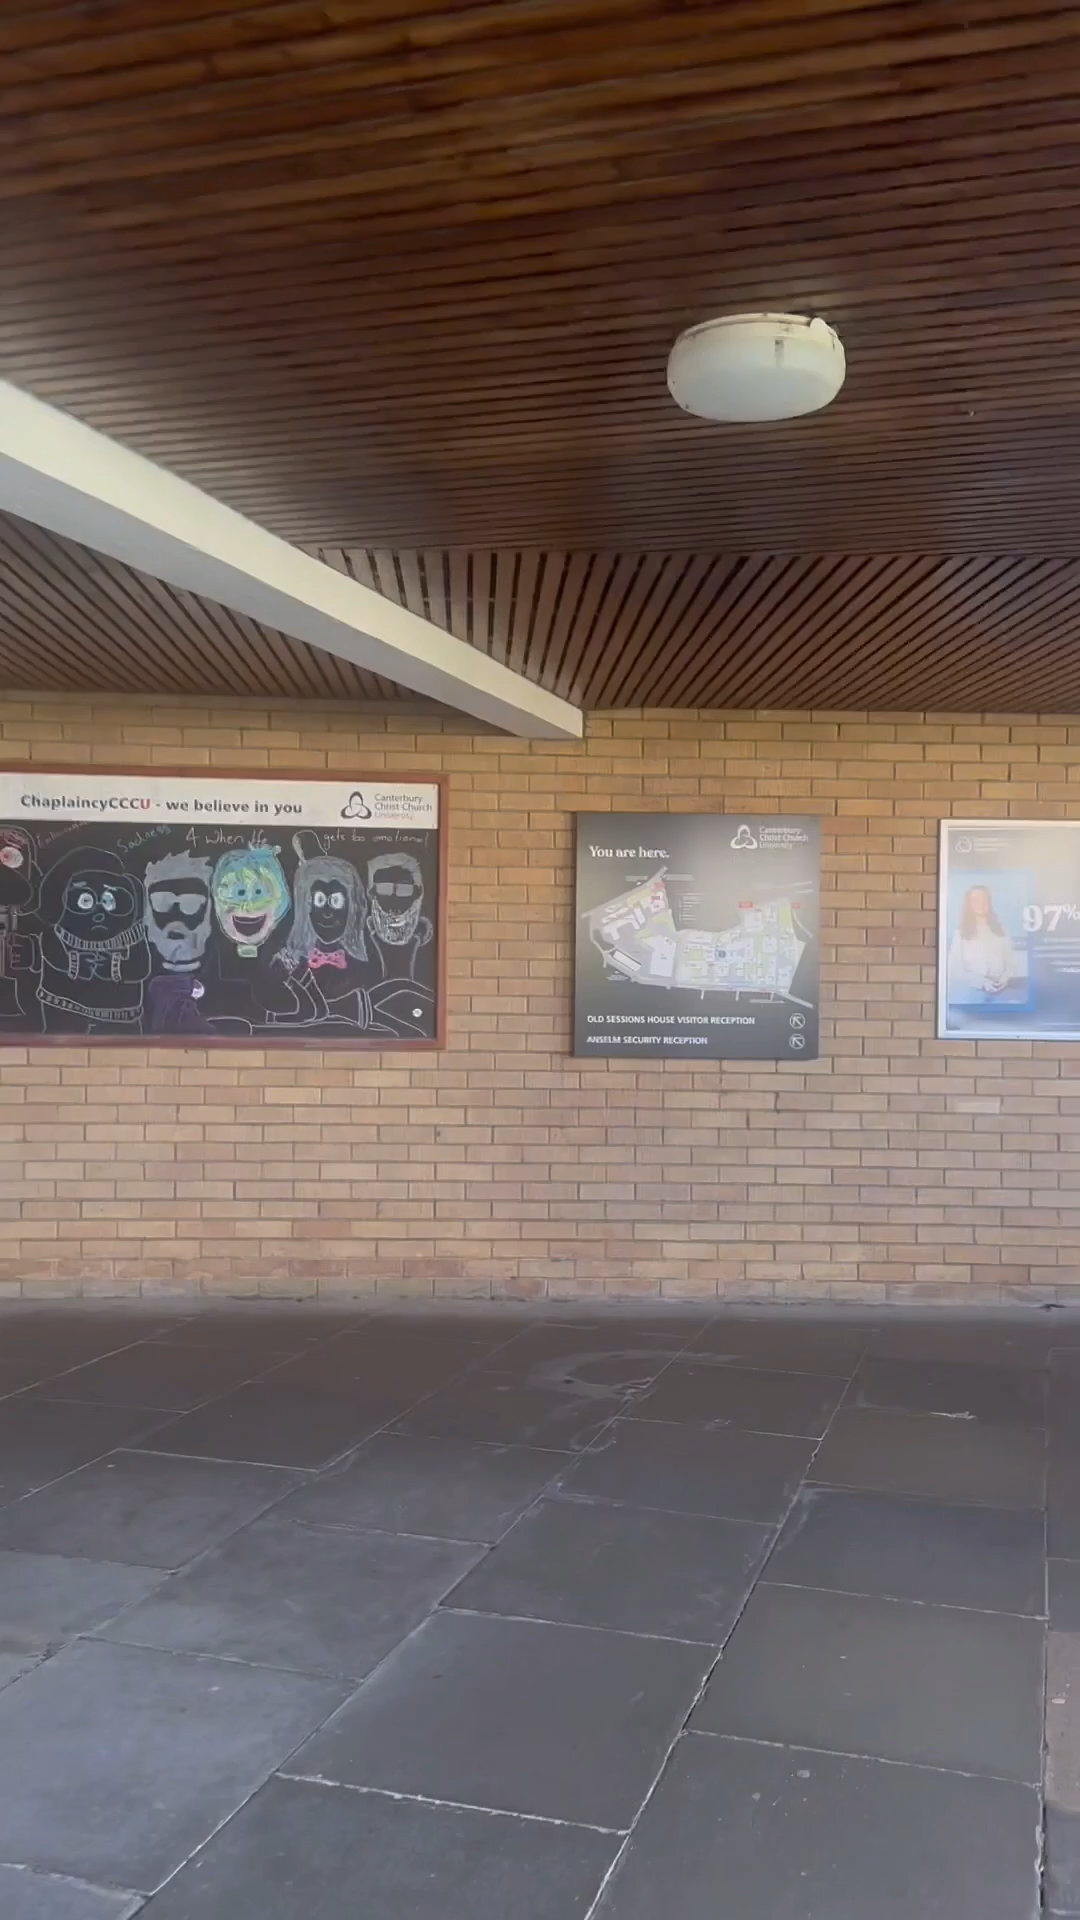 ChaplaincyCCCU - we believe in you
Canterbury
Christ Church
University
Sadness 4 when life gets too emotional
You are here.
Canterbury
Christ Church
University
OLD SESSIONS HOUSE VISITOR RECEPTION
ANSELM SECURITY RECEPTION
97%